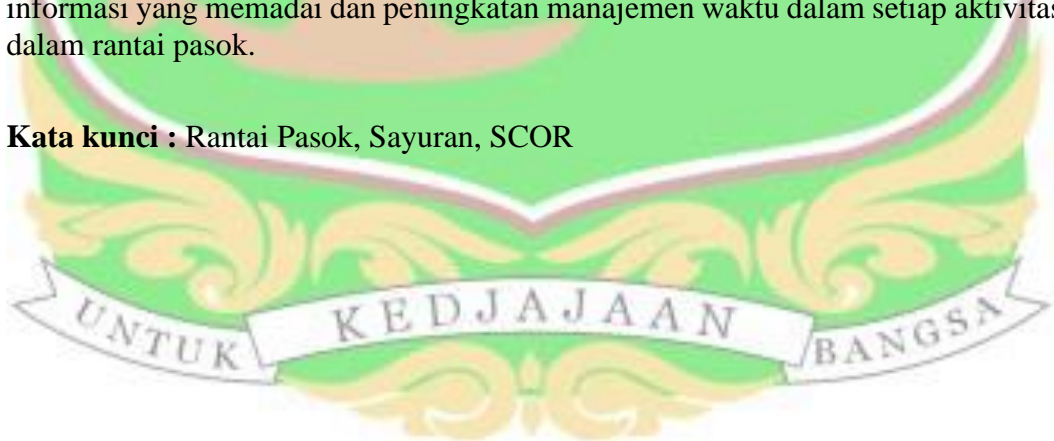 informasi yang memadai dan peningkatan manajemen waktu dalam setiap aktivitas
dalam rantai pasok.
Kata kunci : Rantai Pasok, Sayuran, SCOR
UNTUK KEDJAJAAN BANGSA